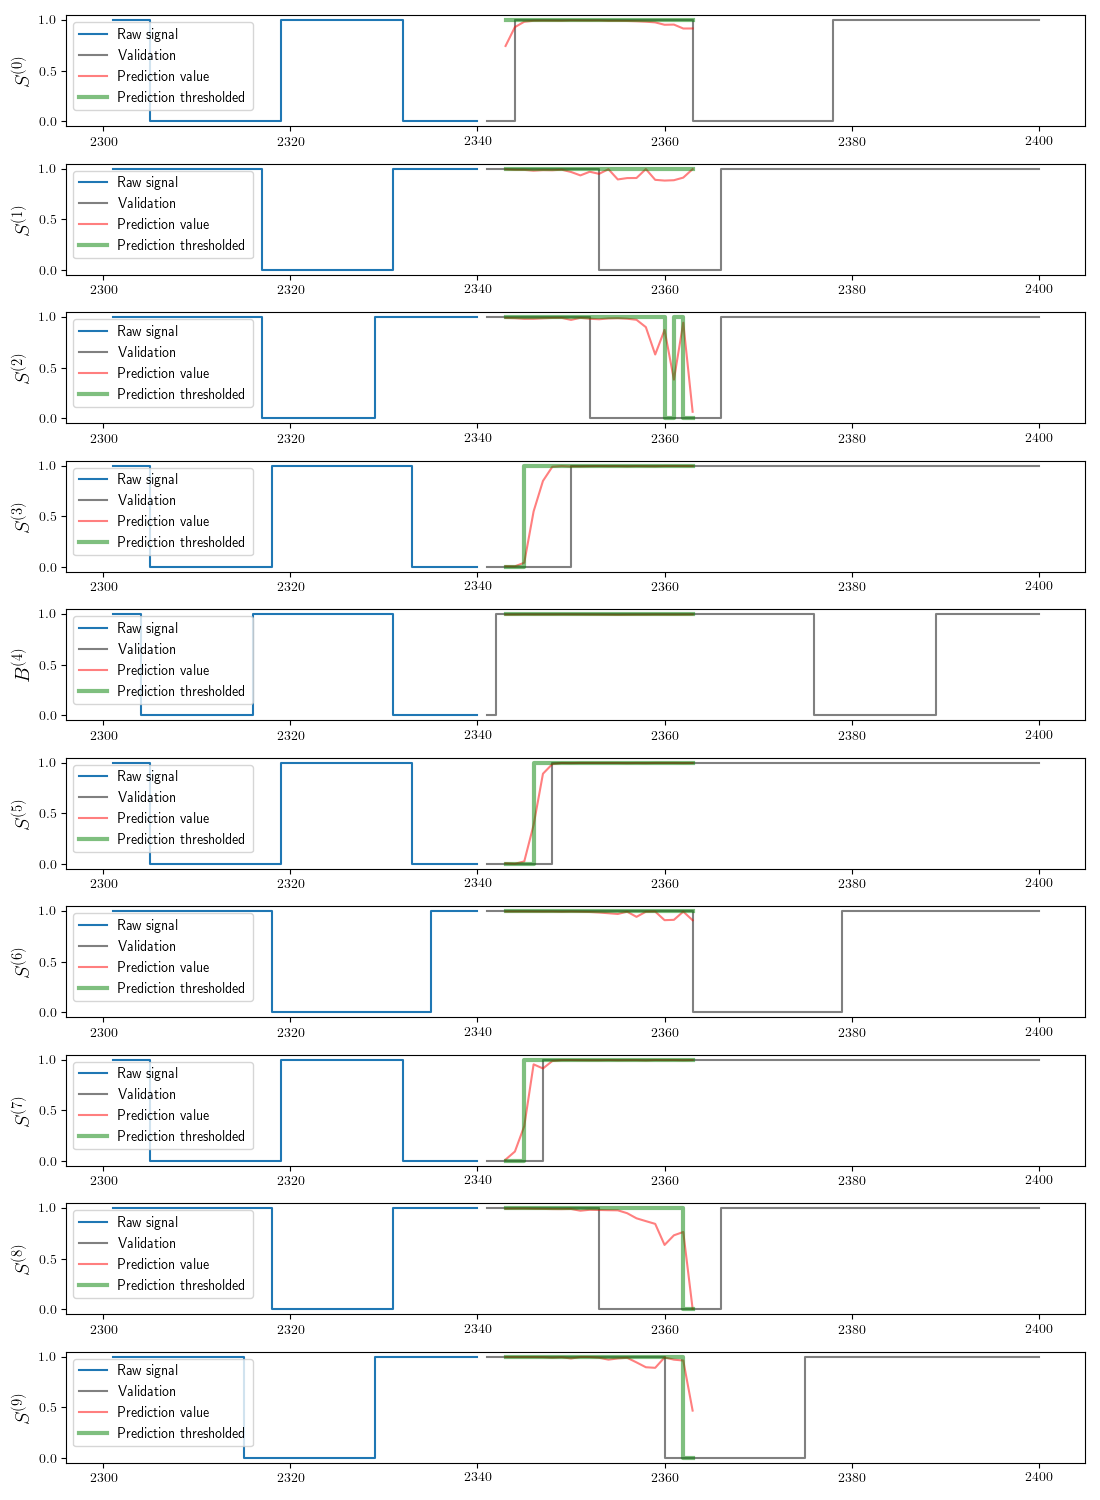 S(0)
1.0
0.5
0.0
Raw signal
Validation
Prediction value
Prediction thresholded
2300 2320 2340 2360 2380 2400
S(1)
1.0
0.5
0.0
Raw signal
Validation
Prediction value
Prediction thresholded
2300 2320 2340 2360 2380 2400
S(2)
1.0
0.5
0.0
Raw signal
Validation
Prediction value
Prediction thresholded
2300 2320 2340 2360 2380 2400
S(3)
1.0
0.5
0.0
Raw signal
Validation
Prediction value
Prediction thresholded
2300 2320 2340 2360 2380 2400
B(4)
1.0
0.5
0.0
Raw signal
Validation
Prediction value
Prediction thresholded
2300 2320 2340 2360 2380 2400
S(5)
1.0
0.5
0.0
Raw signal
Validation
Prediction value
Prediction thresholded
2300 2320 2340 2360 2380 2400
S(6)
1.0
0.5
0.0
Raw signal
Validation
Prediction value
Prediction thresholded
2300 2320 2340 2360 2380 2400
S(7)
1.0
0.5
0.0
Raw signal
Validation
Prediction value
Prediction thresholded
2300 2320 2340 2360 2380 2400
S(8)
1.0
0.5
0.0
Raw signal
Validation
Prediction value
Prediction thresholded
2300 2320 2340 2360 2380 2400
S(9)
1.0
0.5
0.0
Raw signal
Validation
Prediction value
Prediction thresholded
2300 2320 2340 2360 2380 2400